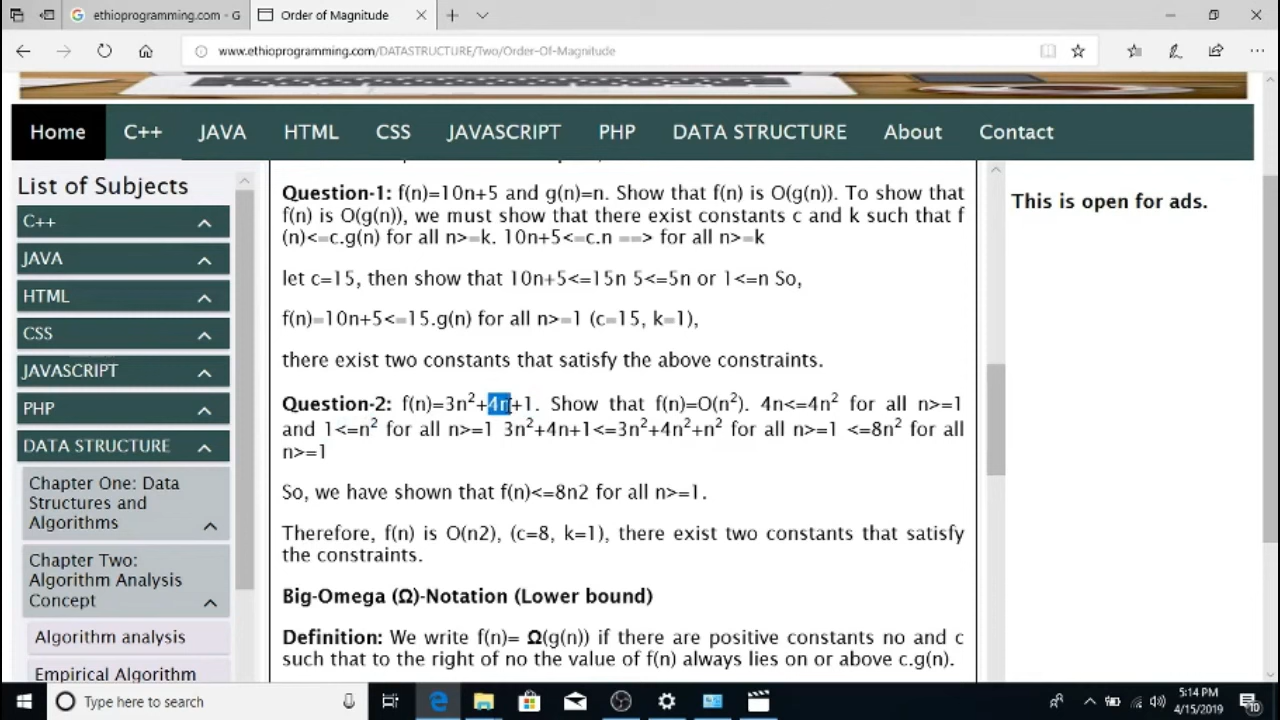 ethioprogramming.com - G
Order of Magnitude
www.ethioprogramming.com/DATASTRUCTURE/Two/Order-Of-Magnitude
Home C++ JAVA HTML CSS JAVASCRIPT PHP DATA STRUCTURE About Contact
List of Subjects
C++
JAVA
HTML
CSS
JAVASCRIPT
PHP
DATA STRUCTURE
Chapter One: Data
Structures and
Algorithms
Chapter Two:
Algorithm Analysis
Concept
Algorithm analysis
Empirical Algorithm
Question-1: f(n)=10n+5 and g(n)=n. Show that f(n) is O(g(n)). To show that
f(n) is O(g(n)), we must show that there exist constants c and k such that f
(n)<=c.g(n) for all n>=k. 10n+5<=c.n ==> for all n>=k
let c=15, then show that 10n+5<=15n 5<=5n or 1<=n So,
f(n)=10n+5<=15.g(n) for all n>=1 (c=15, k=1),
there exist two constants that satisfy the above constraints.
Question-2: f(n)=3n²+4n+1. Show that f(n)=O(n²). 4n<=4n² for all n>=1
and 1<=n² for all n>=1 3n²+4n+1<=3n²+4n²+n² for all n>=1 <=8n² for all
n>=1
So, we have shown that f(n)<=8n2 for all n>=1.
Therefore, f(n) is O(n2), (c=8, k=1), there exist two constants that satisfy
the constraints.
Big-Omega (Ω)-Notation (Lower bound)
Definition: We write f(n)= Ω(g(n)) if there are positive constants no and c
such that to the right of no the value of f(n) always lies on or above c.g(n).
This is open for ads.
Type here to search
5:14 PM
4/15/2019
10